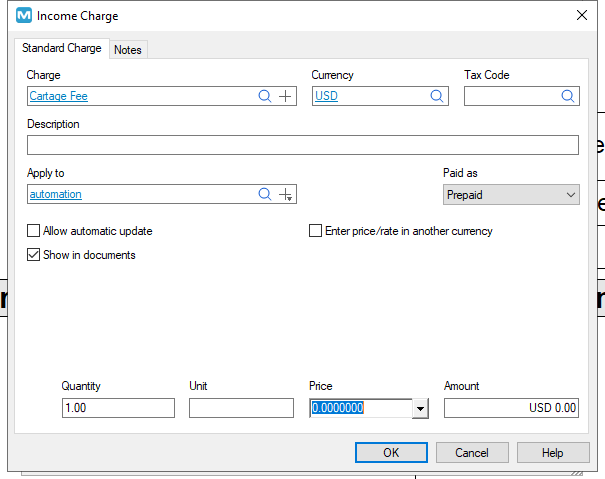 Income Charge
Standard Charge Notes
Charge Currency Tax Code
Cartage Fee USD
Description
Apply to Paid as
automation Prepaid
Allow automatic update Enter price/rate in another currency
Show in documents
Quantity Unit Price Amount
1.00 0.0000000 USD 0.00
OK Cancel Help